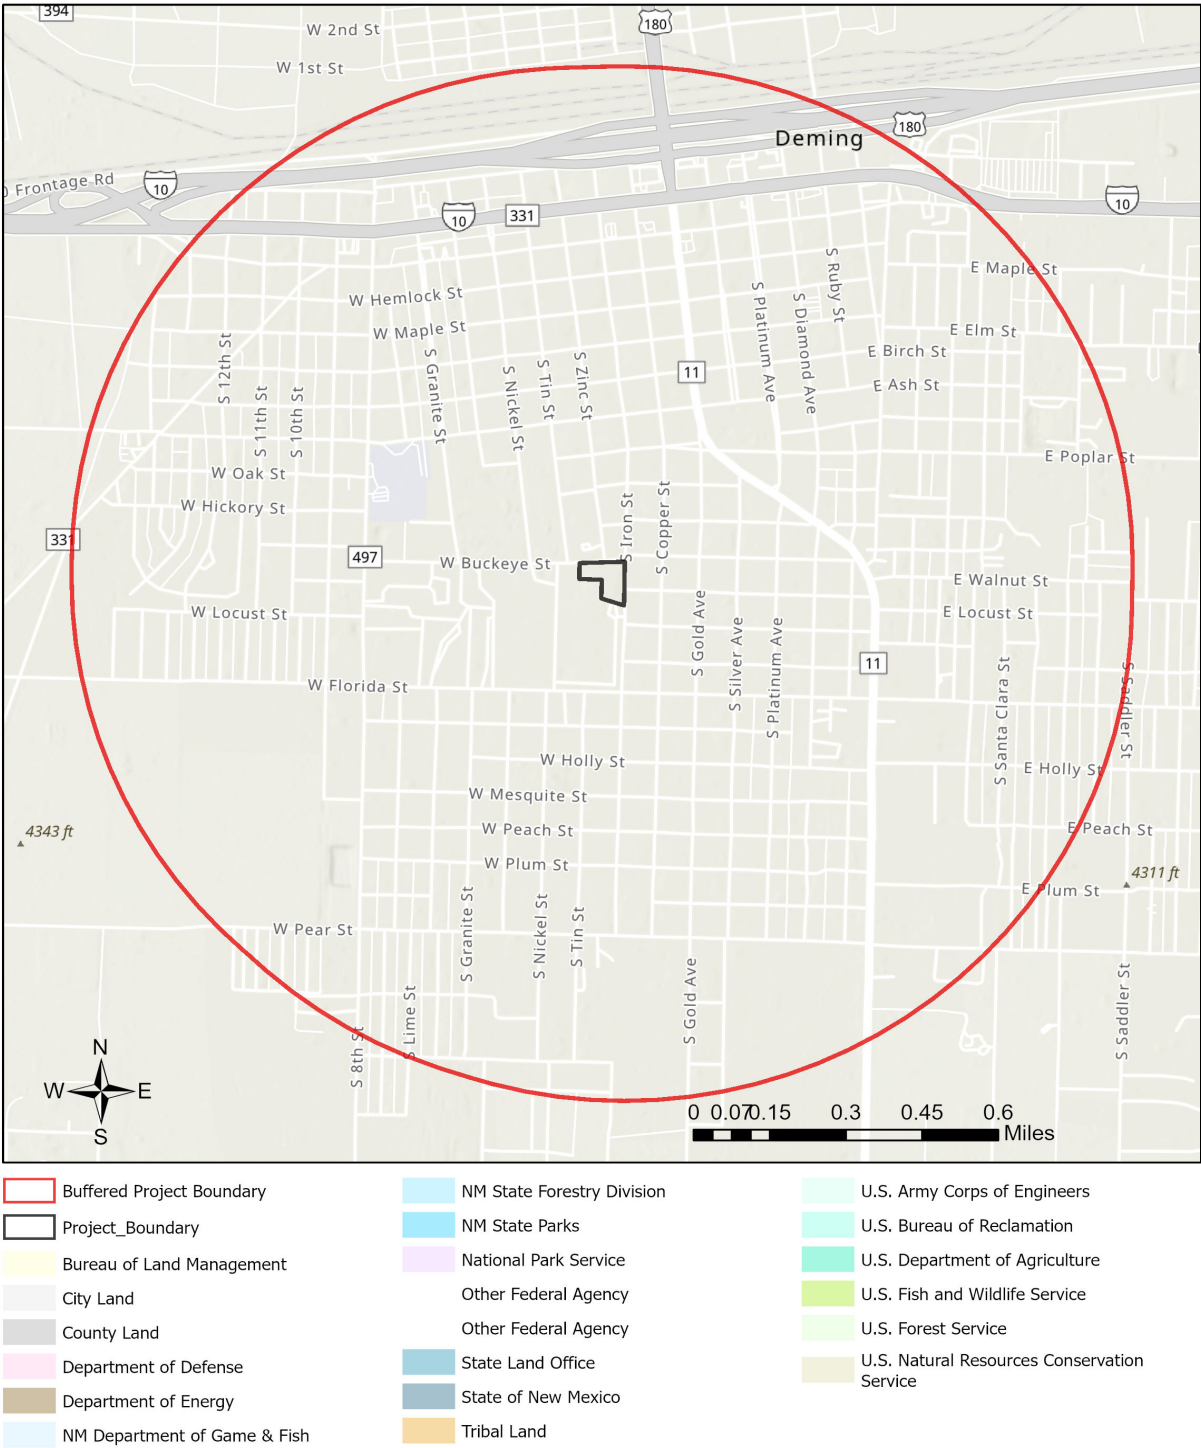 394
180
W 2nd St
W 1st St
Deming
180
Frontage Rd
10
10
331
10
S Ruby St
E Maple St
W Hemlock St
S Platinum Ave
S Diamond Ave
W Maple St
E Elm St
S 12th St
S Granite St
S Nickel St
S Tin St
S Zinc St
11
E Birch St
E Ash St
S 11th St
S 10th St
E Poplar St
W Oak St
W Hickory St
S Iron St
S Copper St
331
497
W Buckeye St
E Walnut St
W Locust St
S Gold Ave
S Silver Ave
S Platinum Ave
E Locust St
11
W Florida St
S Santa Clara St
S Saddler St
W Holly St
E Holly St
W Mesquite St
4343 ft
W Peach St
E Peach St
W Plum St
4311 ft
E Plum St
S Granite St
S Nickel St
S Tin St
W Pear St
S Gold Ave
S Saddler St
S Lime St
S 8th St
N
W E
S
0 0.07 0.15 0.3 0.45 0.6
Miles
Buffered Project Boundary
Project_Boundary
Bureau of Land Management
City Land
County Land
Department of Defense
Department of Energy
NM Department of Game & Fish
NM State Forestry Division
NM State Parks
National Park Service
Other Federal Agency
Other Federal Agency
State Land Office
State of New Mexico
Tribal Land
U.S. Army Corps of Engineers
U.S. Bureau of Reclamation
U.S. Department of Agriculture
U.S. Fish and Wildlife Service
U.S. Forest Service
U.S. Natural Resources Conservation
Service